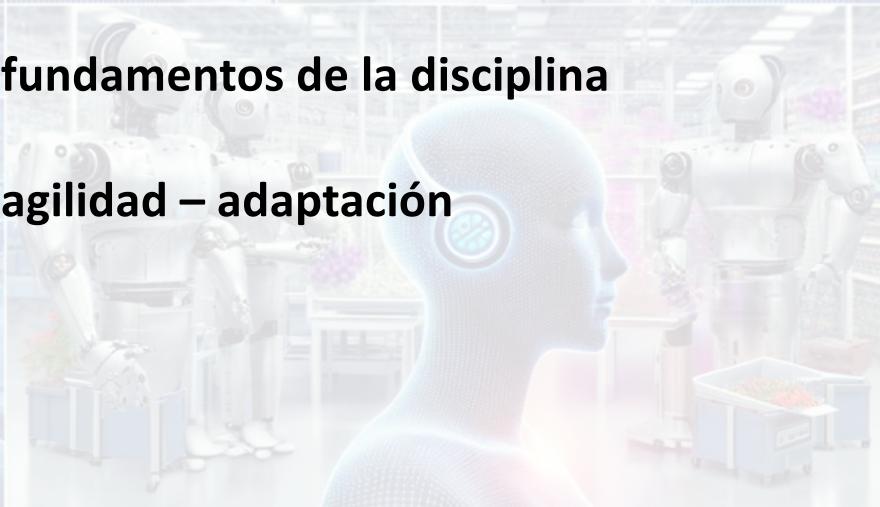 fundamentos de la disciplina
agilidad – adaptación